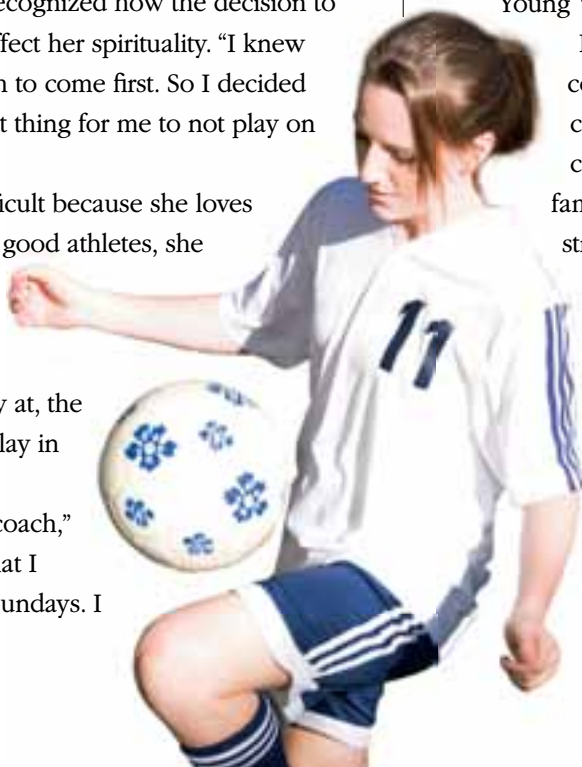 ecognized how the decision to
ffect her spirituality. “I knew
n to come first. So I decided
t thing for me to not play on
icult because she loves
good athletes, she
y at, the
lay in
coach,”
at I
undays. I
11
Young
c
c
fan
st